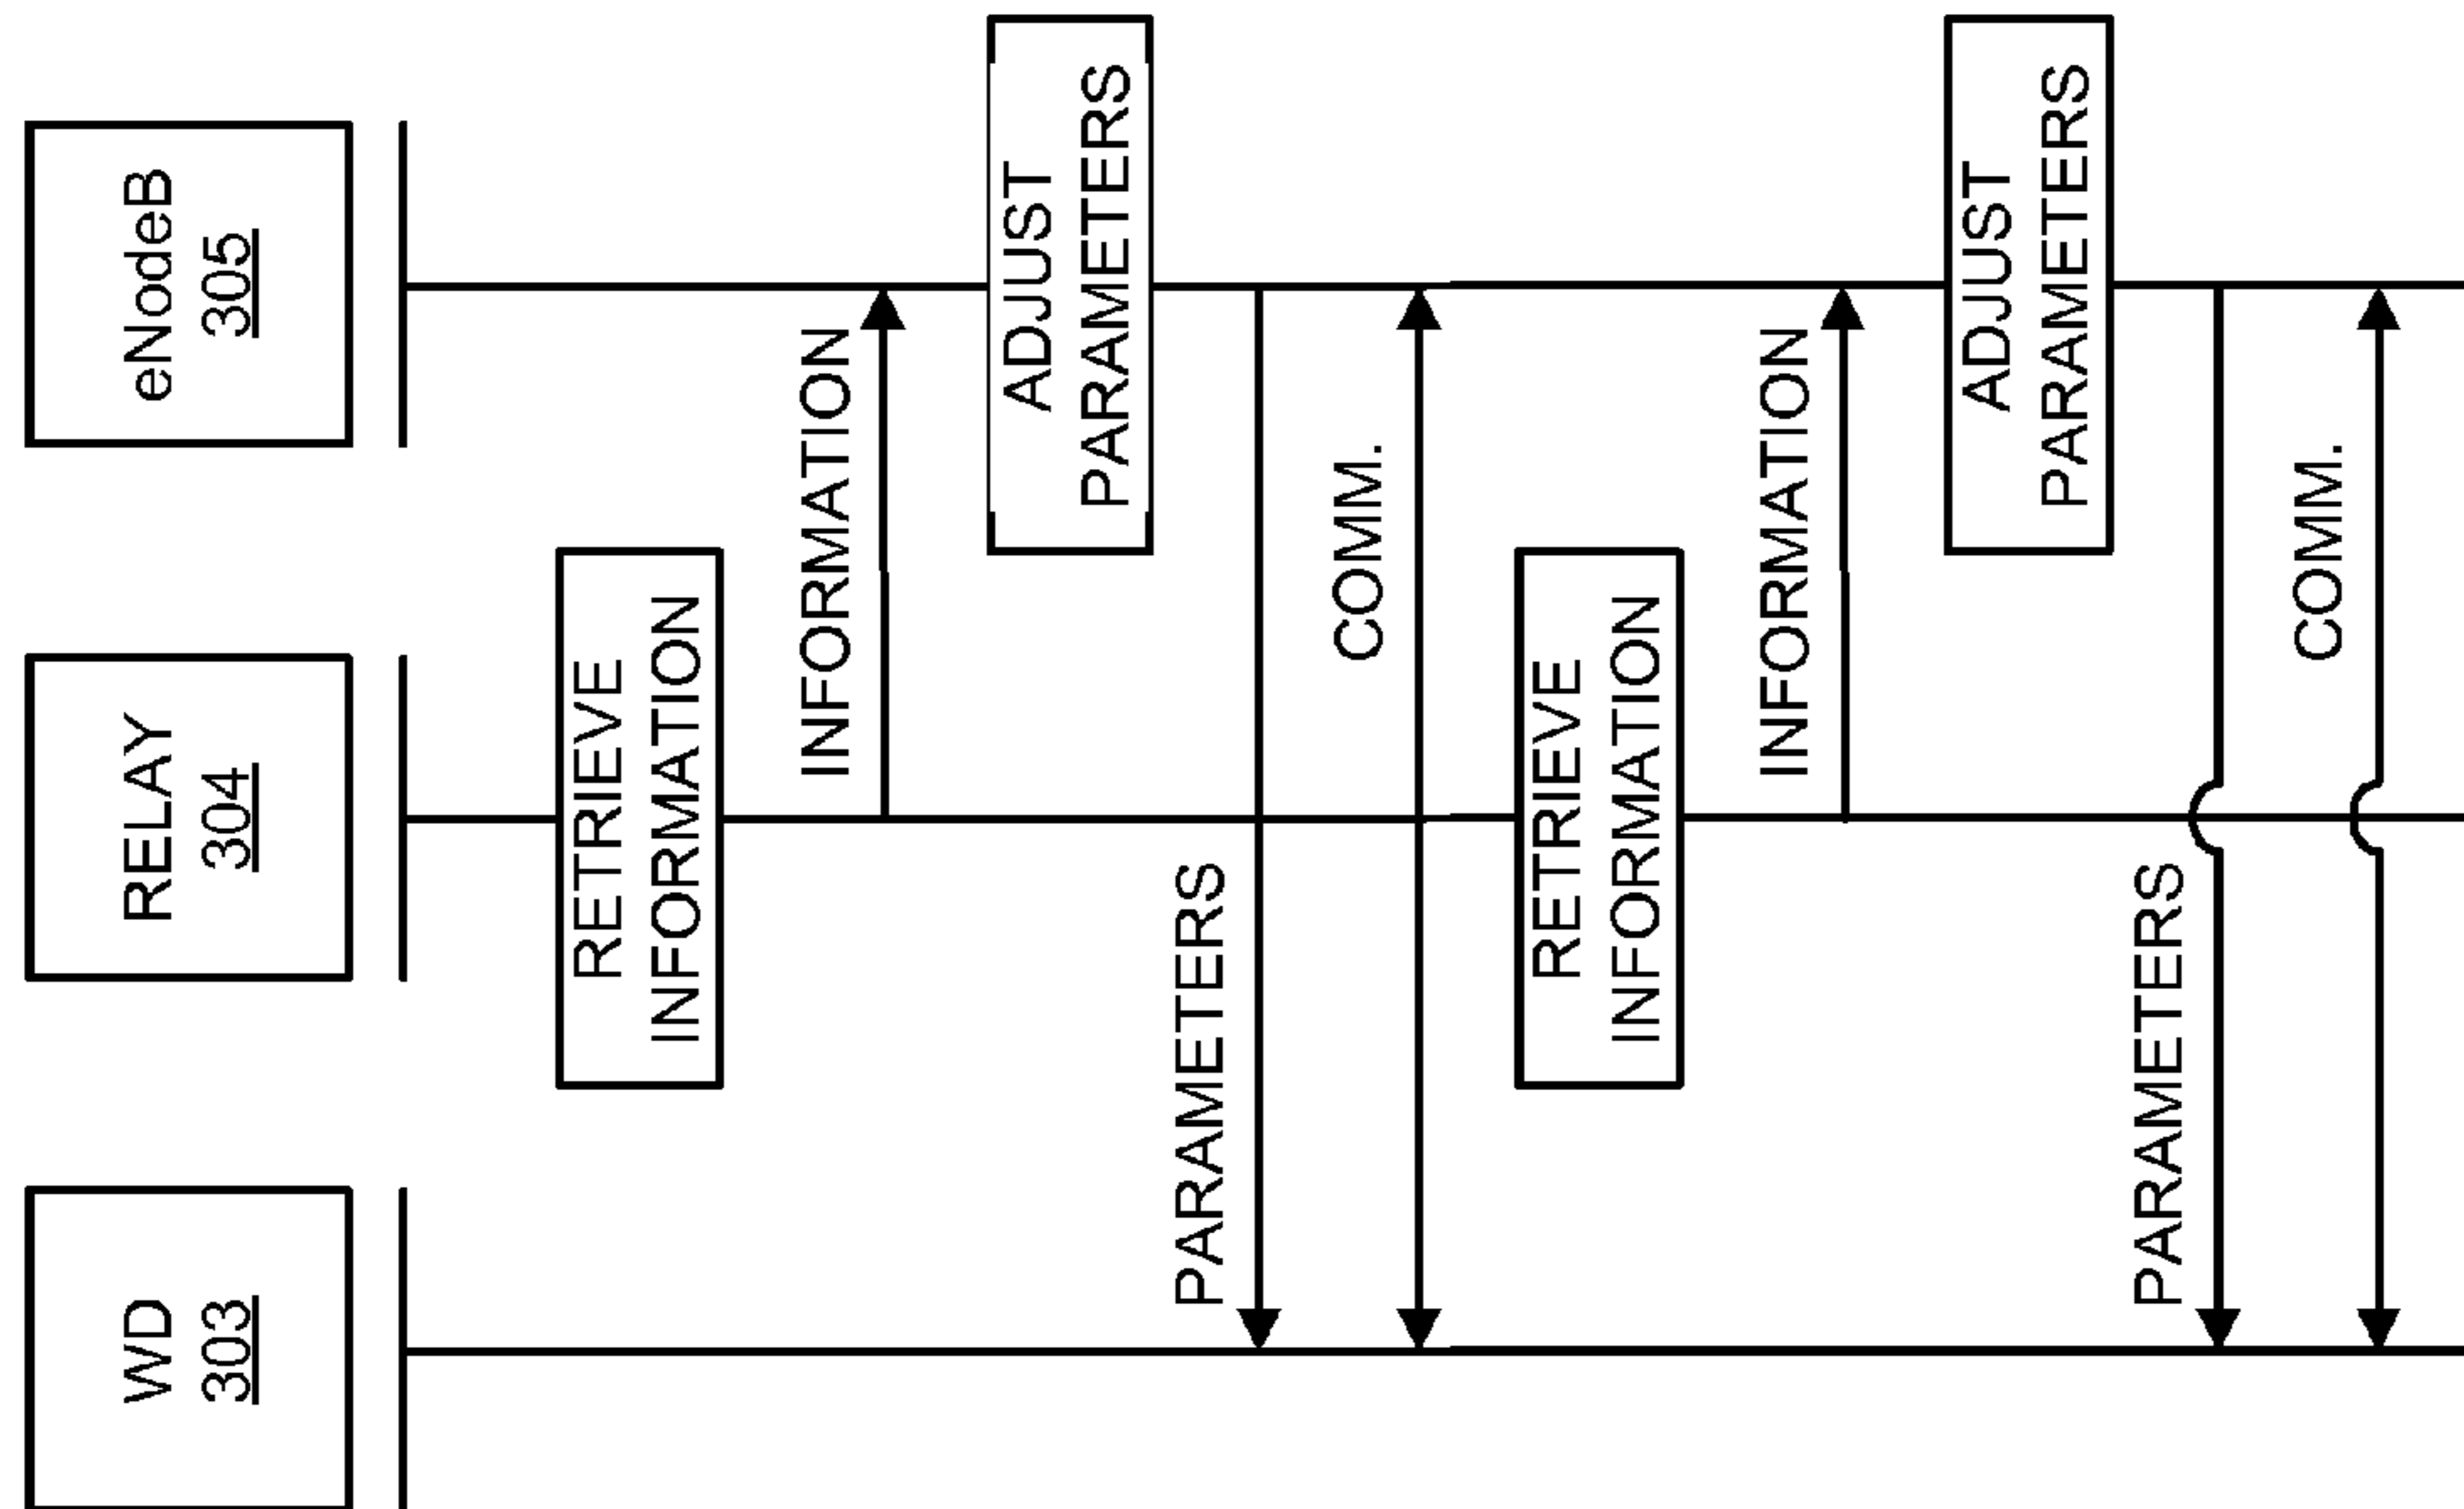 WD
303
RELAY
304
eNodeB
305
RETRIEVE
INFORMATION
INFORMATION
ADJUST
PARAMETERS
PARAMETERS
COMM.
RETRIEVE
INFORMATION
INFORMATION
ADJUST
PARAMETERS
PARAMETERS
COMM.